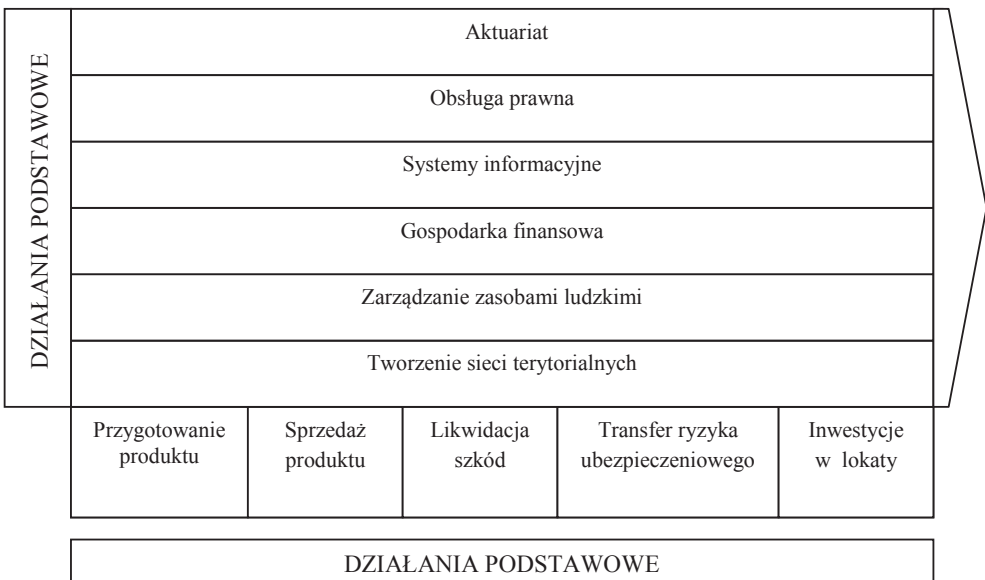 DZIAŁANIA PODSTAWOWE
Aktuariat
Obsługa prawna
Systemy informacyjne
Gospodarka finansowa
Zarządzanie zasobami ludzkimi
Tworzenie sieci terytorialnych
Przygotowanie
produktu
Sprzedaż
produktu
Likwidacja
szkód
Transfer ryzyka
ubezpieczeniowego
Inwestycje
w lokaty
DZIAŁANIA PODSTAWOWE